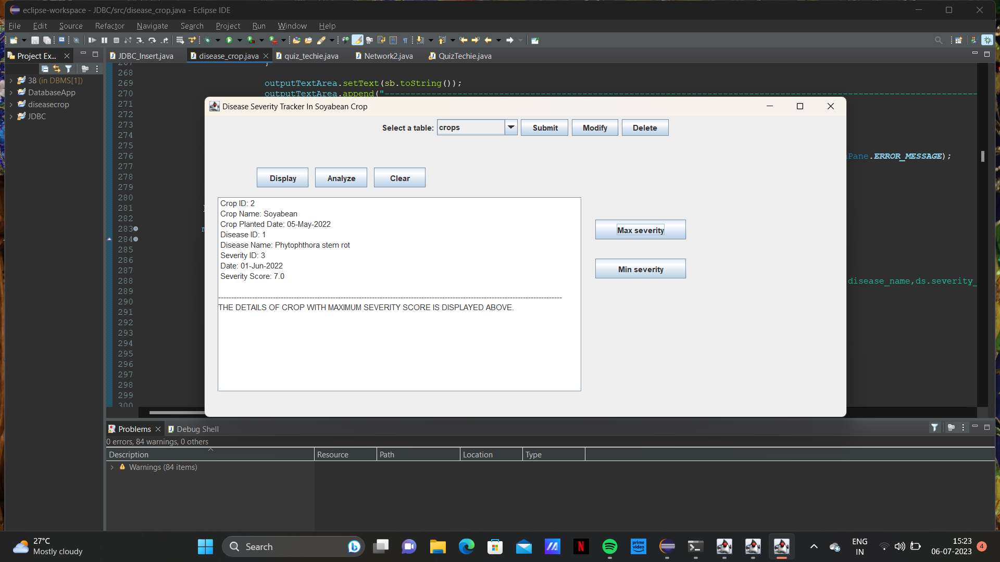 eclipse-workspace - JDBC/src/disease_crop.java - Eclipse IDE
File Edit Source Refactor Navigate Search Project Run Window Help
Project Ex...
JDBC_Insert.java disease_crop.java quiz_techie.java Network2.java QuizTechie.java
38 (in DBMS[1])
DatabaseApp
diseasecrop
JDBC
268
269 outputTextArea.setText(sb.toString());
270 outputTextArea.append("------------------------------------------------------------
271
272
273
274
275
276 Pane.ERROR_MESSAGE);
277
278
279
280
281
282
283
284
285
286
287
288 disease_name,ds.severity_
289
290
291
292
293
294
295
296
297
298
299
300
Disease Severity Tracker In Soyabean Crop
Select a table: crops Submit Modify Delete
Display Analyze Clear
Crop ID: 2
Crop Name: Soyabean
Crop Planted Date: 05-May-2022
Disease ID: 1
Disease Name: Phytophthora stem rot
Severity ID: 3
Date: 01-Jun-2022
Severity Score: 7.0
------------------------------------------------------------
THE DETAILS OF CROP WITH MAXIMUM SEVERITY SCORE IS DISPLAYED ABOVE.
Max severity
Min severity
Problems Debug Shell
0 errors, 84 warnings, 0 others
Description Resource Path Location Type
Warnings (84 items)
27°C
Mostly cloudy
Search
prime video
ENG
IN
15:23
06-07-2023
4